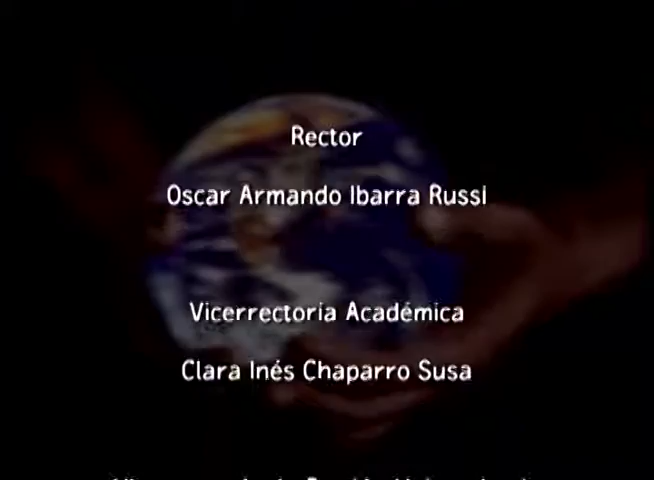 Rector
Oscar Armando Ibarra Russi
Vicerrectoria Académica
Clara Inés Chaparro Susa